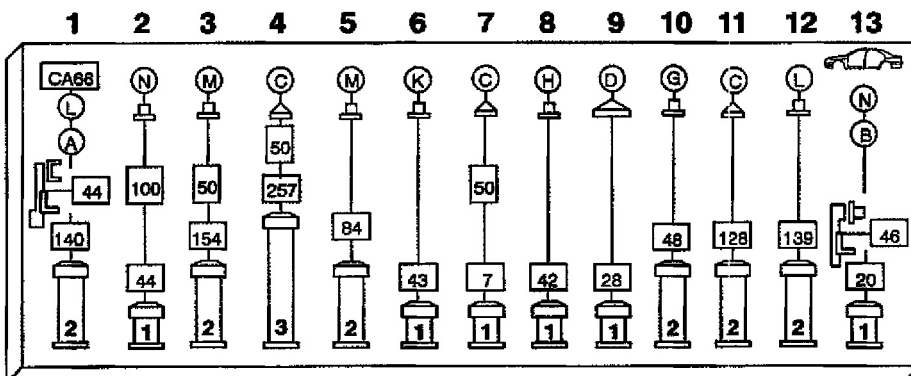 1 2 3 4 5 6 7 8 9 10 11 12 13
CA66
N M C M K C H D G C L
L N
A B
50
44 100 50 257 50 46
140 154 84 48 128 139
44 43 7 42 28 20
2 1 2 3 2 1 1 1 1 2 2 2 1